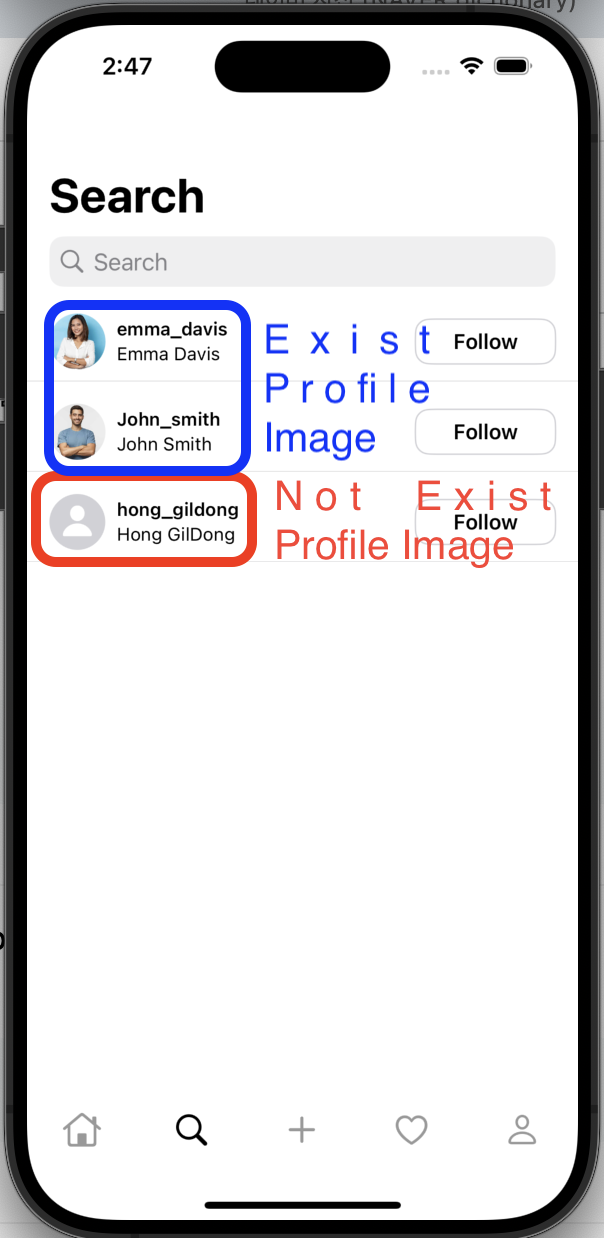 2:47
Search
Search
emma_davis
Emma Davis
Follow
John_smith
John Smith
Follow
hong_gildong
Hong GilDong
Follow
Exist
Profile
Image
Not Exist
Profile Image